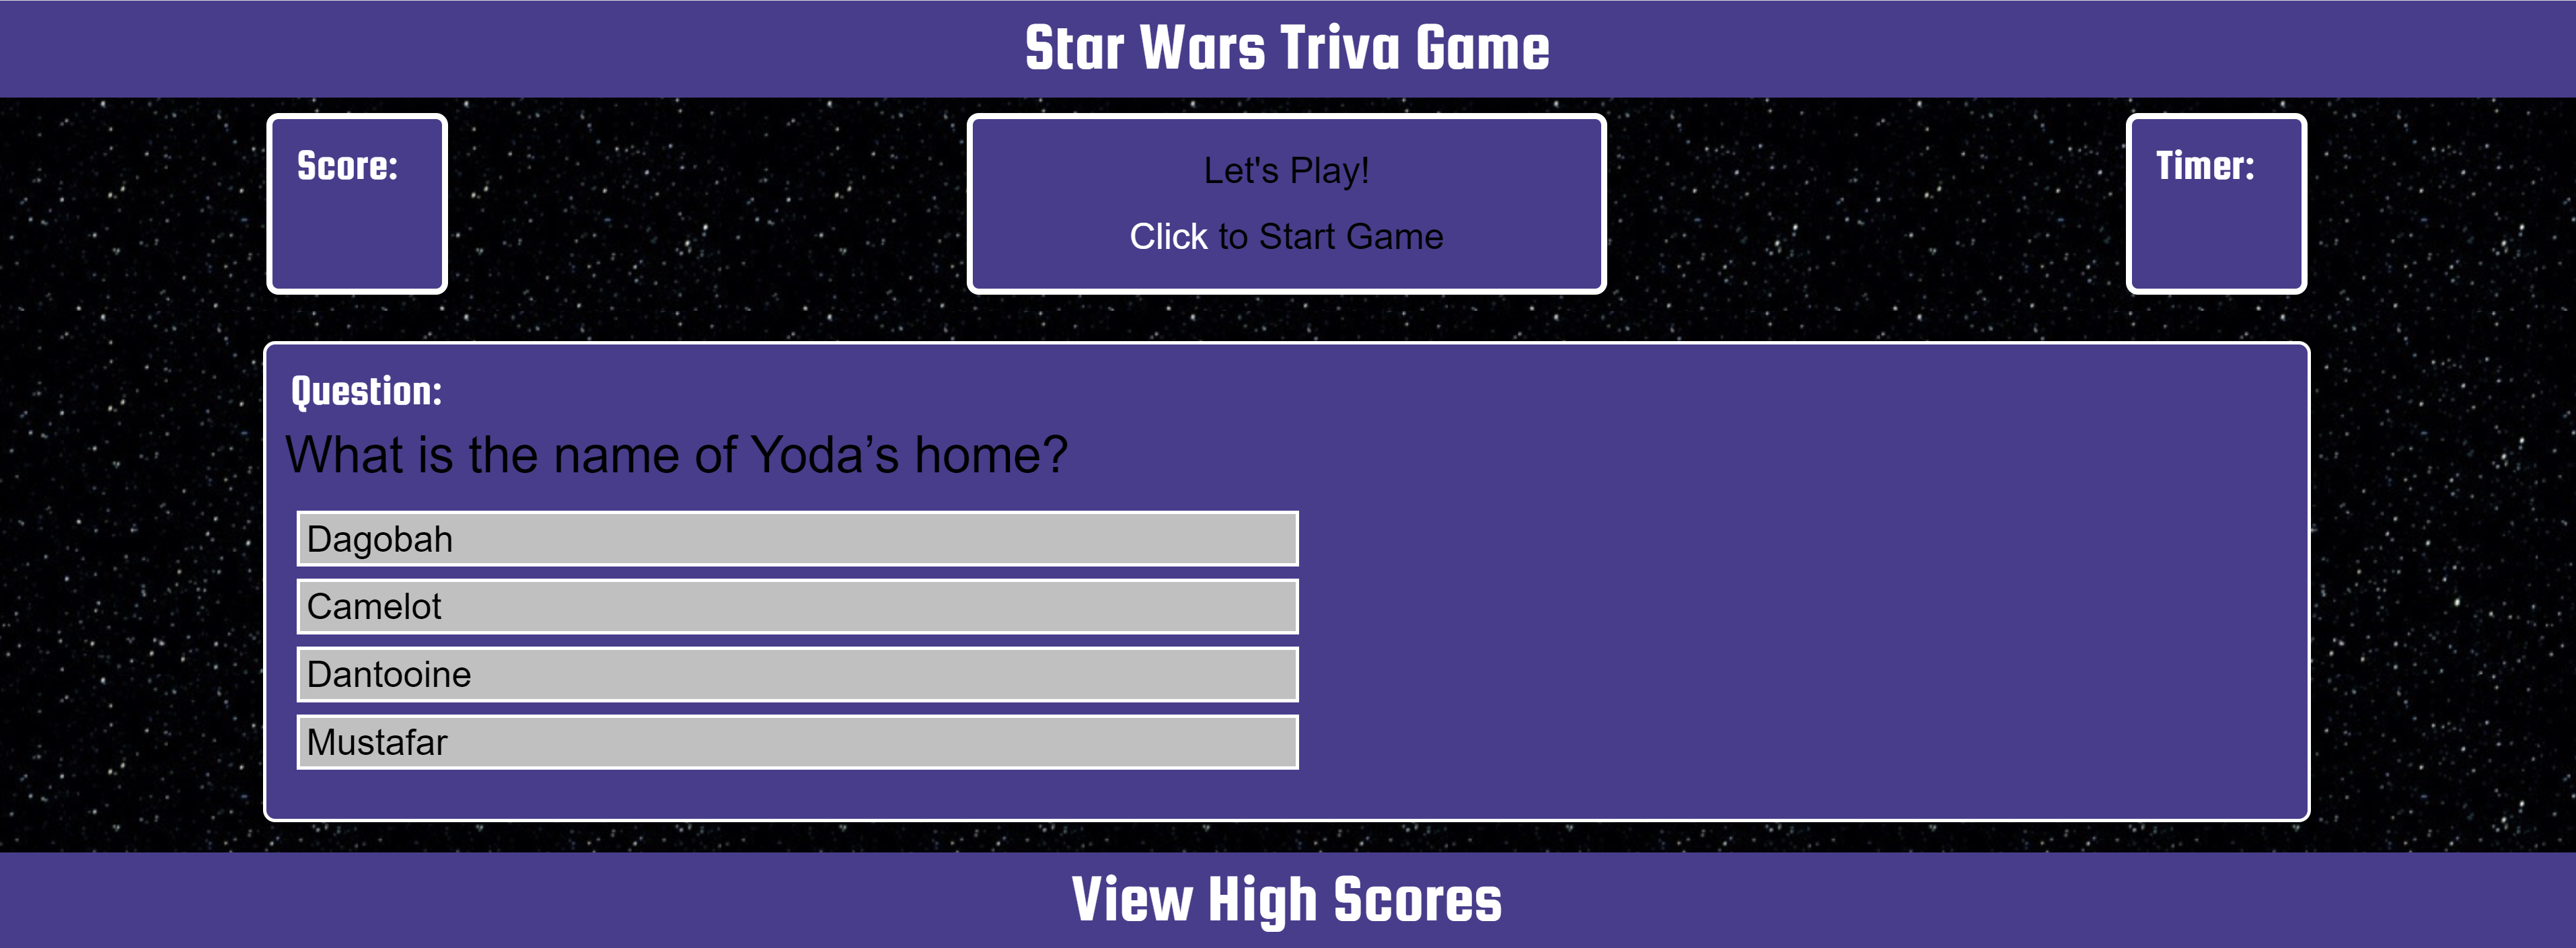 Star Wars Triva Game
Score:
Let's Play!
Click to Start Game
Timer:
Question:
What is the name of Yoda’s home?
Dagobah
Camelot
Dantooine
Mustafar
View High Scores